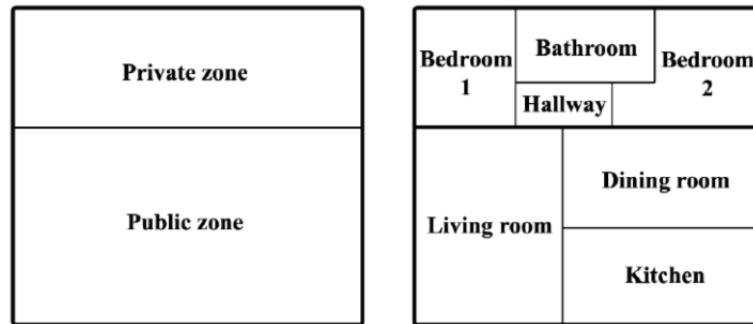 Private zone
Public zone
Bedroom
1
Bathroom
Bedroom
2
Hallway
Living room
Dining room
Kitchen